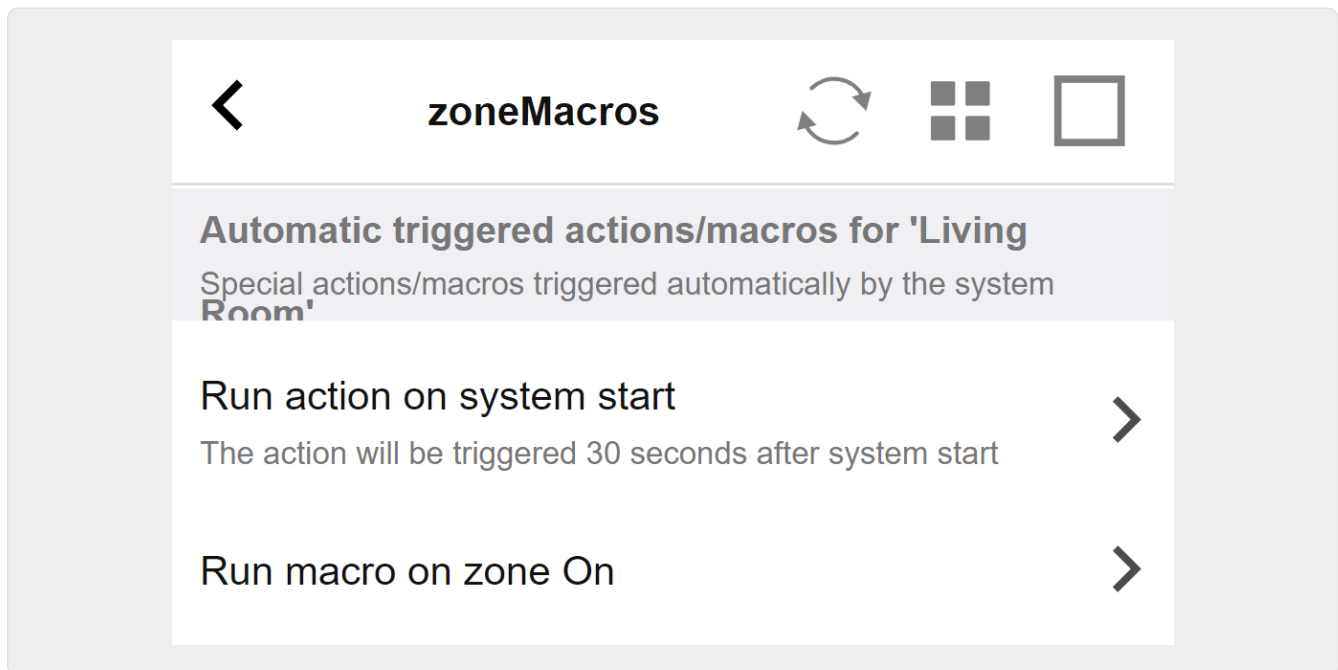 zoneMacros
Automatic triggered actions/macros for 'Living
Room'
Special actions/macros triggered automatically by the system
Run action on system start
The action will be triggered 30 seconds after system start
Run macro on zone On